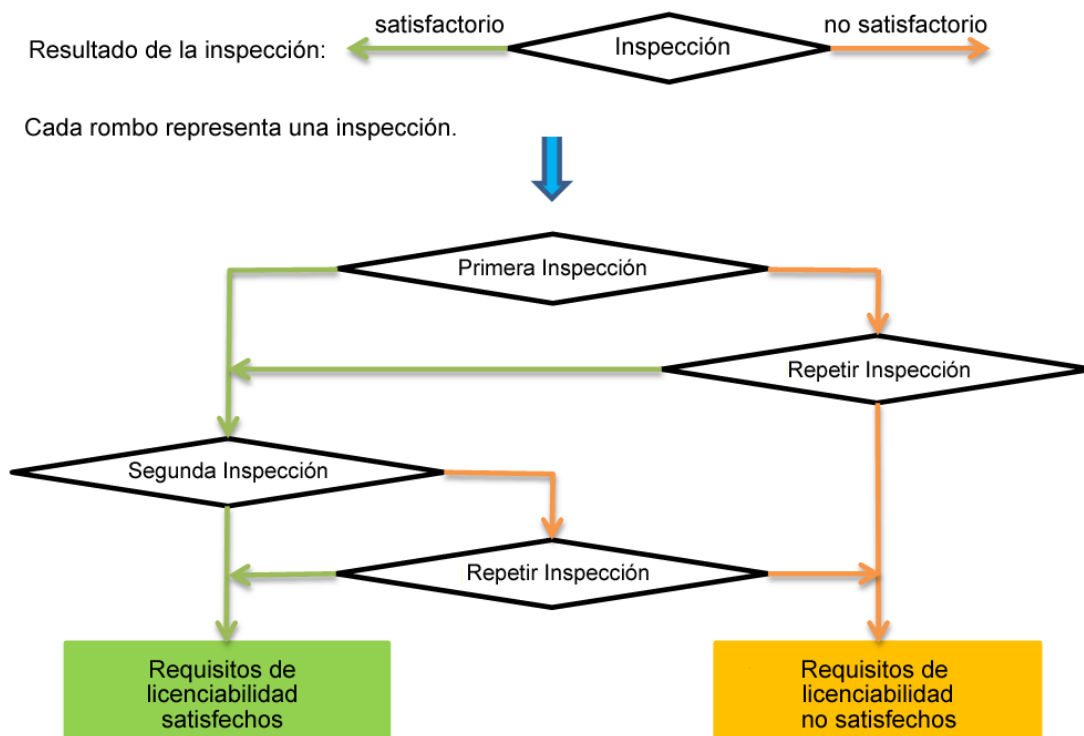 satisfactorio
no satisfactorio
Resultado de la inspección:
Inspección
Cada rombo representa una inspección.
Primera Inspección
Repetir Inspección
Segunda Inspección
Repetir Inspección
Requisitos de
licenciabilidad
satisfechos
Requisitos de
licenciabilidad
no satisfechos